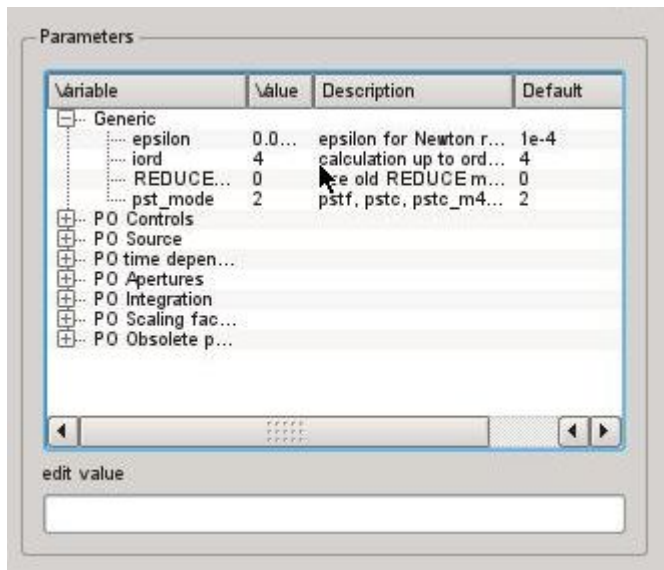 Parameters
Variable Value Description Default
Generic
epsilon 0.0... epsilon for Newton r... 1e-4
iord 4 calculation up to ord... 4
REDUCE... 0 old REDUCE m... 0
pst_mode 2 pstf, pstc, pstc_m4... 2
PO Controls
PO Source
PO time depen...
PO Apertures
PO Integration
PO Scaling fac...
PO Obsolete p...
edit value